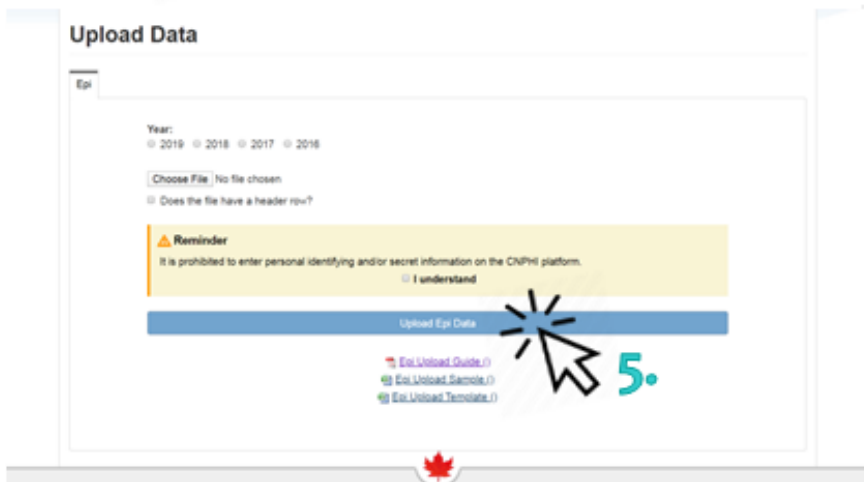 Upload Data
Epi
Year:
2019 2018 2017 2016
Choose File No file chosen
Does the file have a header row?
Reminder
It is prohibited to enter personal identifying and/or secret information on the CNPHI platform.
I understand
Upload Epi Data
Epi Upload Guide ()
Epi Upload Sample ()
Epi Upload Template ()
5.